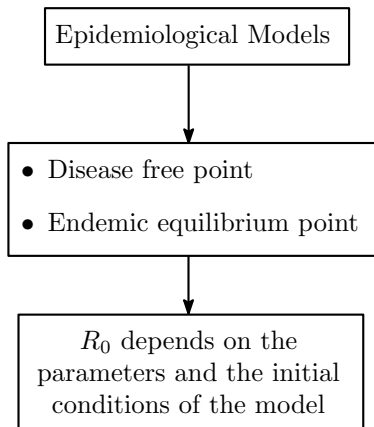 Epidemiological Models
• Disease free point
• Endemic equilibrium point
R₀ depends on the
parameters and the initial
conditions of the model